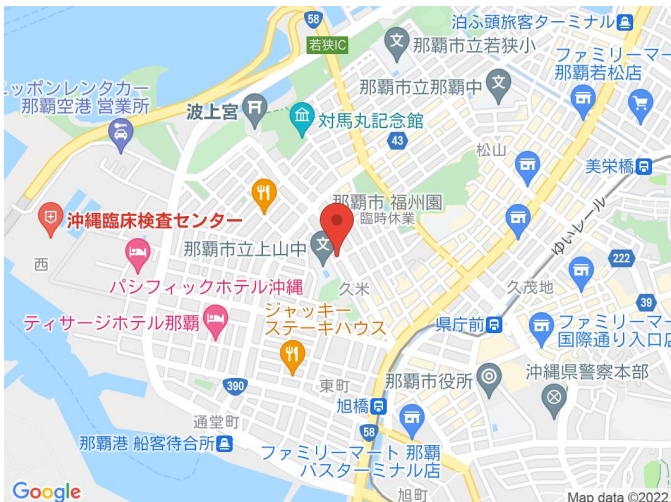 58
泊ふ頭旅客ターミナル
若狭IC
那覇市立若狭小
ファミリーマート
那覇若松店
ニッポンレンタカー
那覇空港 営業所
那覇市立那覇中
波上宮
対馬丸記念館
43
松山
美栄橋
那覇市 福州園
臨時休業
沖縄臨床検査センター
ゆいレール
西
那覇市立上山中
222
パシフィックホテル沖縄
久米
久茂地
39
ジャッキー
ステーキハウス
ティサージホテル那覇
県庁前
ファミリーマート
国際通り入口店
那覇市役所
沖縄県警察本部
390
東町
旭橋
通堂町
58
那覇港 船客待合所
ファミリーマート 那覇
バスターミナル店
旭町
Google
Map data ©2022